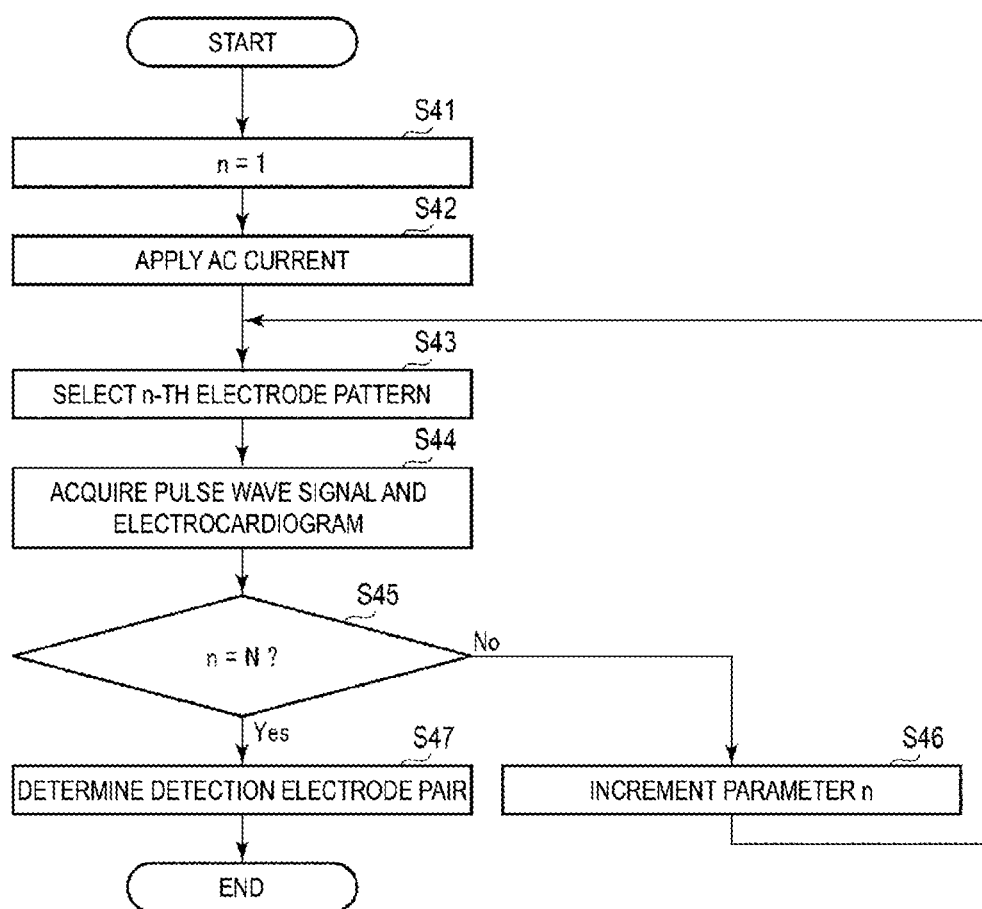 START
S41
n = 1
S42
APPLY AC CURRENT
S43
SELECT n-TH ELECTRODE PATTERN
S44
ACQUIRE PULSE WAVE SIGNAL AND
ELECTROCARDIOGRAM
S45
n = N ?
No
Yes
S47
DETERMINE DETECTION ELECTRODE PAIR
S46
INCREMENT PARAMETER n
END